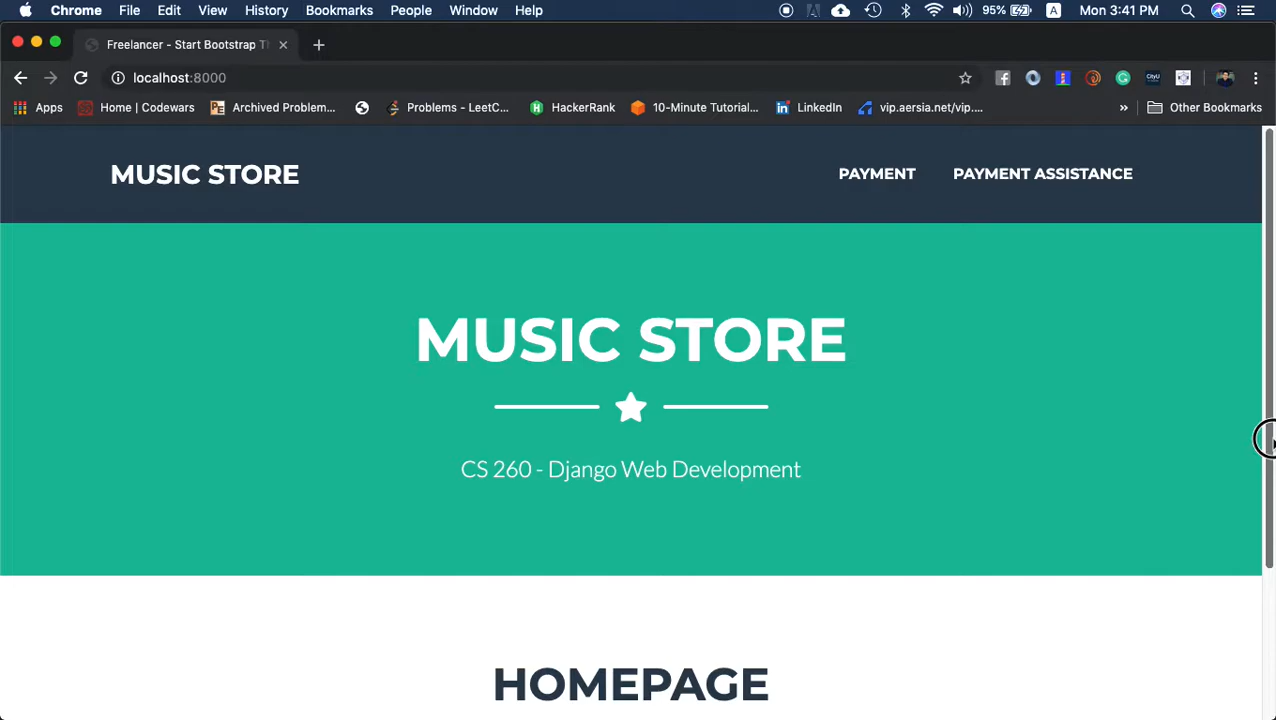 Chrome File Edit View History Bookmarks People Window Help 95% A Mon 3:41 PM
Freelancer - Start Bootstrap T
localhost:8000
Apps Home | Codewars Archived Problem... Problems - LeetC... HackerRank 10-Minute Tutorial... LinkedIn vip.aersia.net/vip.... » Other Bookmarks
MUSIC STORE PAYMENT PAYMENT ASSISTANCE
MUSIC STORE
CS 260 - Django Web Development
HOMEPAGE